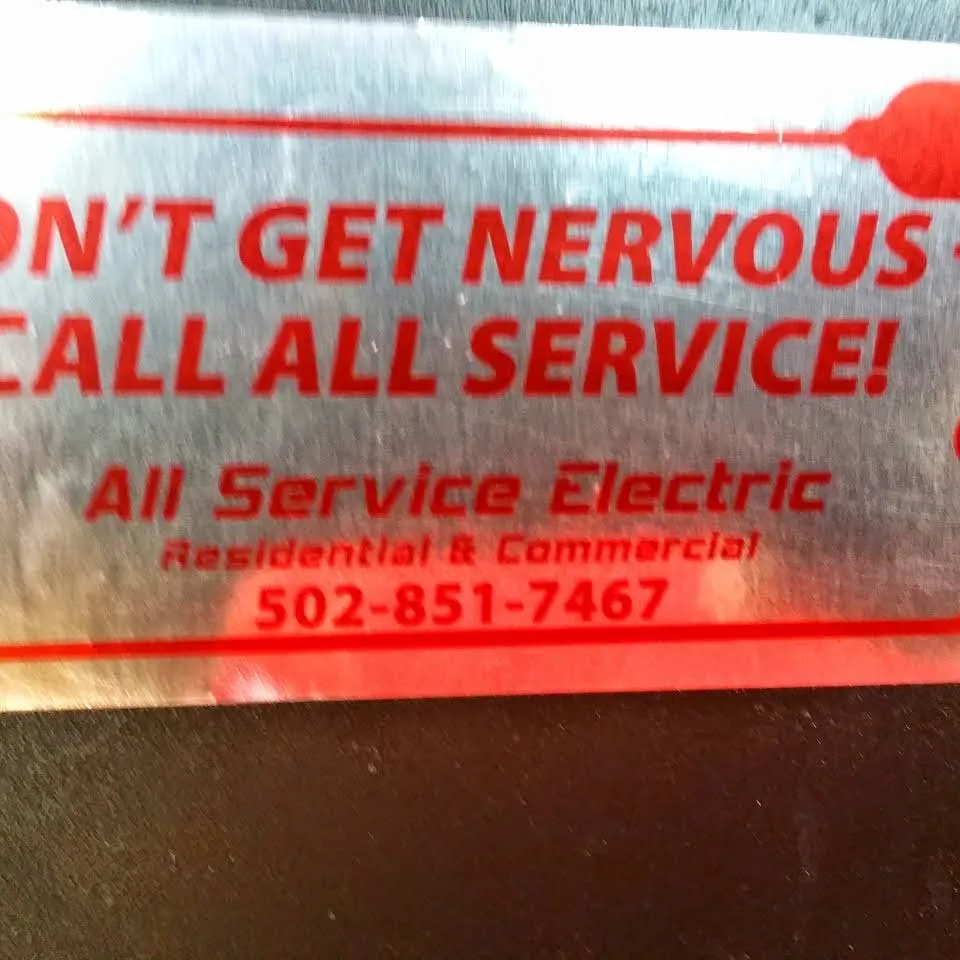 ON'T GET NERVOUS -
CALL ALL SERVICE!
All Service Electric
Residential & Commercial
502-851-7467